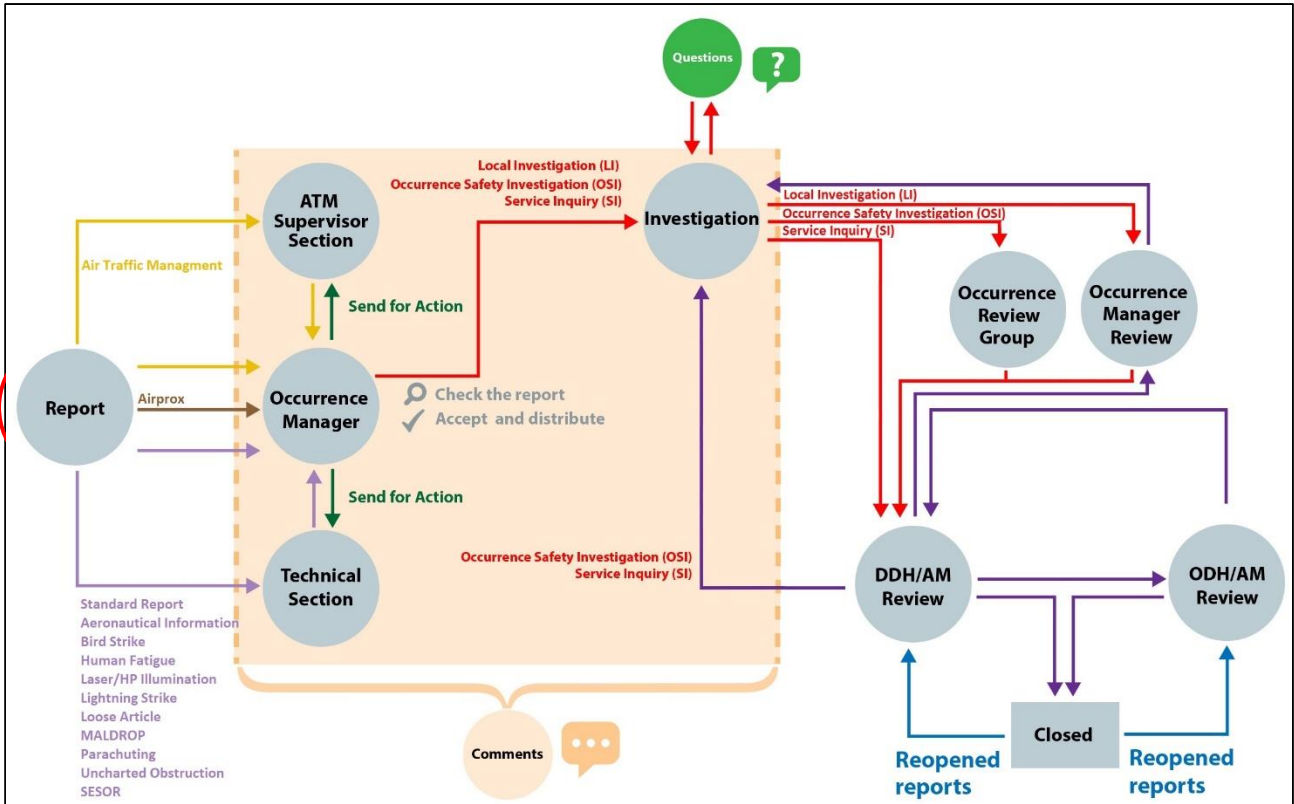 Questions
?
Local Investigation (LI)
Occurrence Safety Investigation (OSI)
Service Inquiry (SI)
ATM
Supervisor
Section
Investigation
Local Investigation (LI)
Occurrence Safety Investigation (OSI)
Service Inquiry (SI)
Air Traffic Managment
Send for Action
Occurrence
Review
Group
Occurrence
Manager
Review
Report
Airprox
Occurrence
Manager
Check the report
Accept and distribute
Send for Action
Technical
Section
Occurrence Safety Investigation (OSI)
Service Inquiry (SI)
DDH/AM
Review
ODH/AM
Review
Standard Report
Aeronautical Information
Bird Strike
Human Fatigue
Laser/HP Illumination
Lightning Strike
Loose Article
MALDROP
Parachuting
Uncharted Obstruction
SESOR
Comments
Closed
Reopened
reports
Reopened
reports